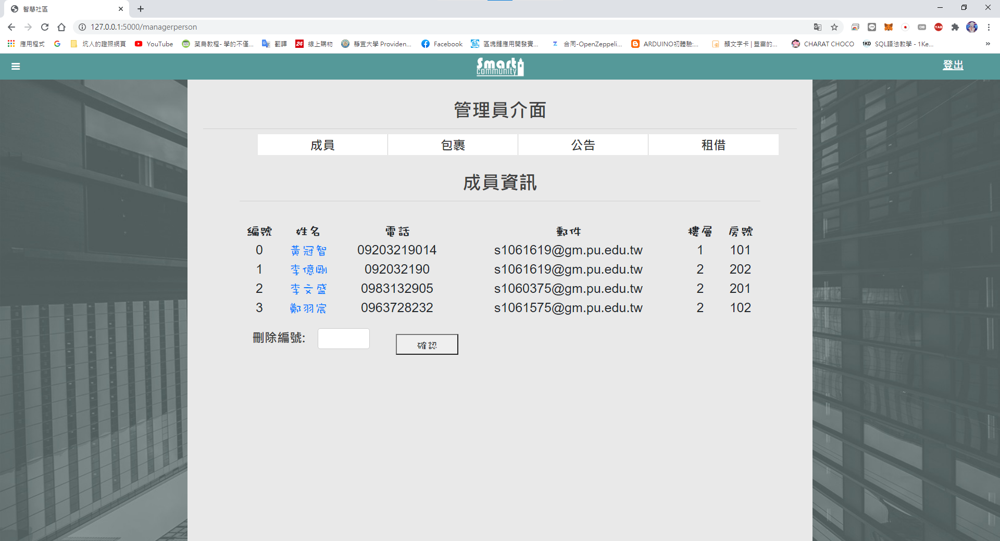 智慧社區
127.0.0.1:5000/managerperson
應用程式 坑人的證照網頁 YouTube 菜鳥教程- 學的不僅... 翻譯 24 線上購物 靜宜大學 Providen... Facebook 區塊鏈應用開發實... Z 合同-OpenZeppeli... ARDUINO初體驗:... 顏文字卡 | 豐富的... CHARAT CHOCO 1KD SQL語法教學 - 1Ke... »
Smart
community
登出
管理員介面
成員 包裹 公告 租借
成員資訊
編號 姓名 電話 郵件 樓層 房號
0 黃冠智 09203219014 s1061619@gm.pu.edu.tw 1 101
1 李億剛 092032190 s1061619@gm.pu.edu.tw 2 202
2 李文盛 0983132905 s1060375@gm.pu.edu.tw 2 201
3 鄭羽宸 0963728232 s1061575@gm.pu.edu.tw 2 102
刪除編號: 確認